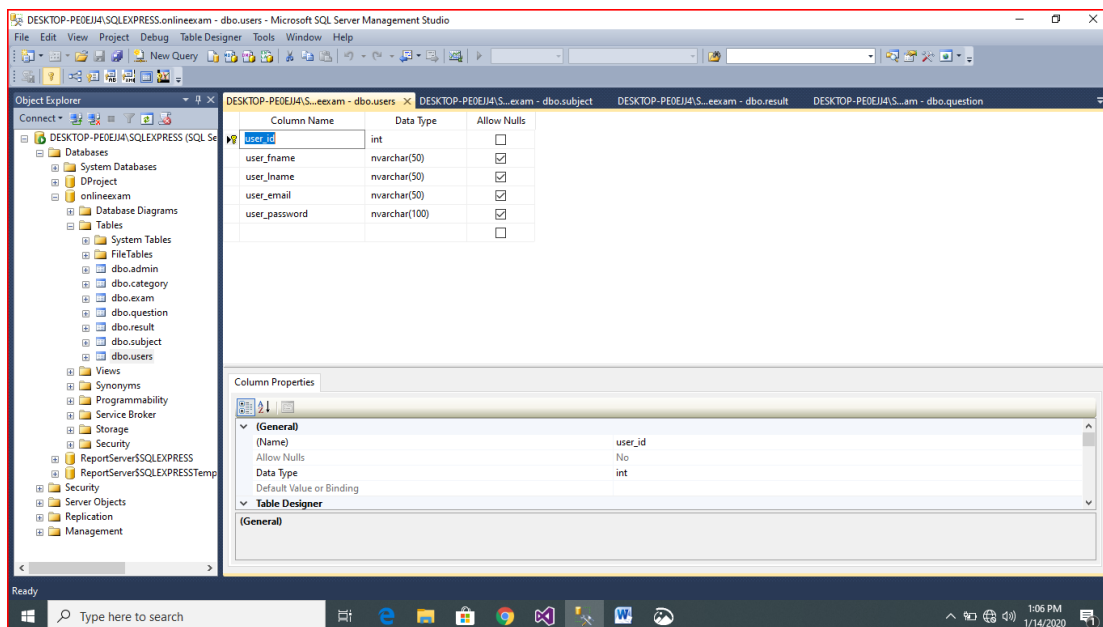 DESKTOP-PE0EJJ4\SQLEXPRESS.onlineexam - dbo.users - Microsoft SQL Server Management Studio
File Edit View Project Debug Table Designer Tools Window Help
New Query
Object Explorer
DESKTOP-PE0EJJ4\S...eexam - dbo.users
DESKTOP-PE0EJJ4\S...exam - dbo.subject
DESKTOP-PE0EJJ4\S...eexam - dbo.result
DESKTOP-PE0EJJ4\S...am - dbo.question
Connect
DESKTOP-PE0EJJ4\SQLEXPRESS (SQL Se
Databases
System Databases
DProject
onlineexam
Database Diagrams
Tables
System Tables
FileTables
dbo.admin
dbo.category
dbo.exam
dbo.question
dbo.result
dbo.subject
dbo.users
Views
Synonyms
Programmability
Service Broker
Storage
Security
ReportServer$SQLEXPRESS
ReportServer$SQLEXPRESSTemp
Security
Server Objects
Replication
Management
Column Name Data Type Allow Nulls
user_id int
user_fname nvarchar(50)
user_lname nvarchar(50)
user_email nvarchar(50)
user_password nvarchar(100)
Column Properties
(General)
(Name) user_id
Allow Nulls No
Data Type int
Default Value or Binding
Table Designer
(General)
Ready
Type here to search
1:06 PM
1/14/2020